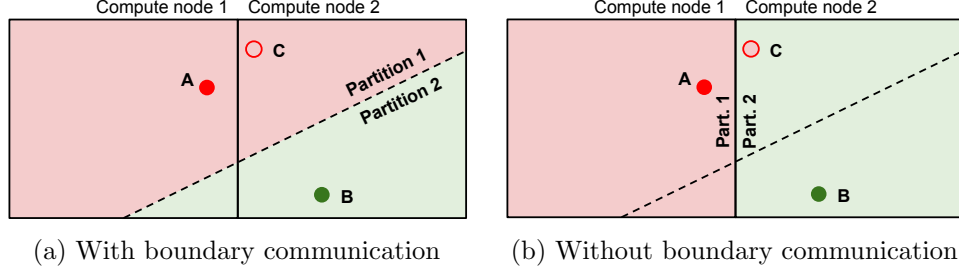 Compute node 1 Compute node 2
A
C
Partition 1
Partition 2
B
(a) With boundary communication
Compute node 1 Compute node 2
A
C
Part. 1
Part. 2
B
(b) Without boundary communication